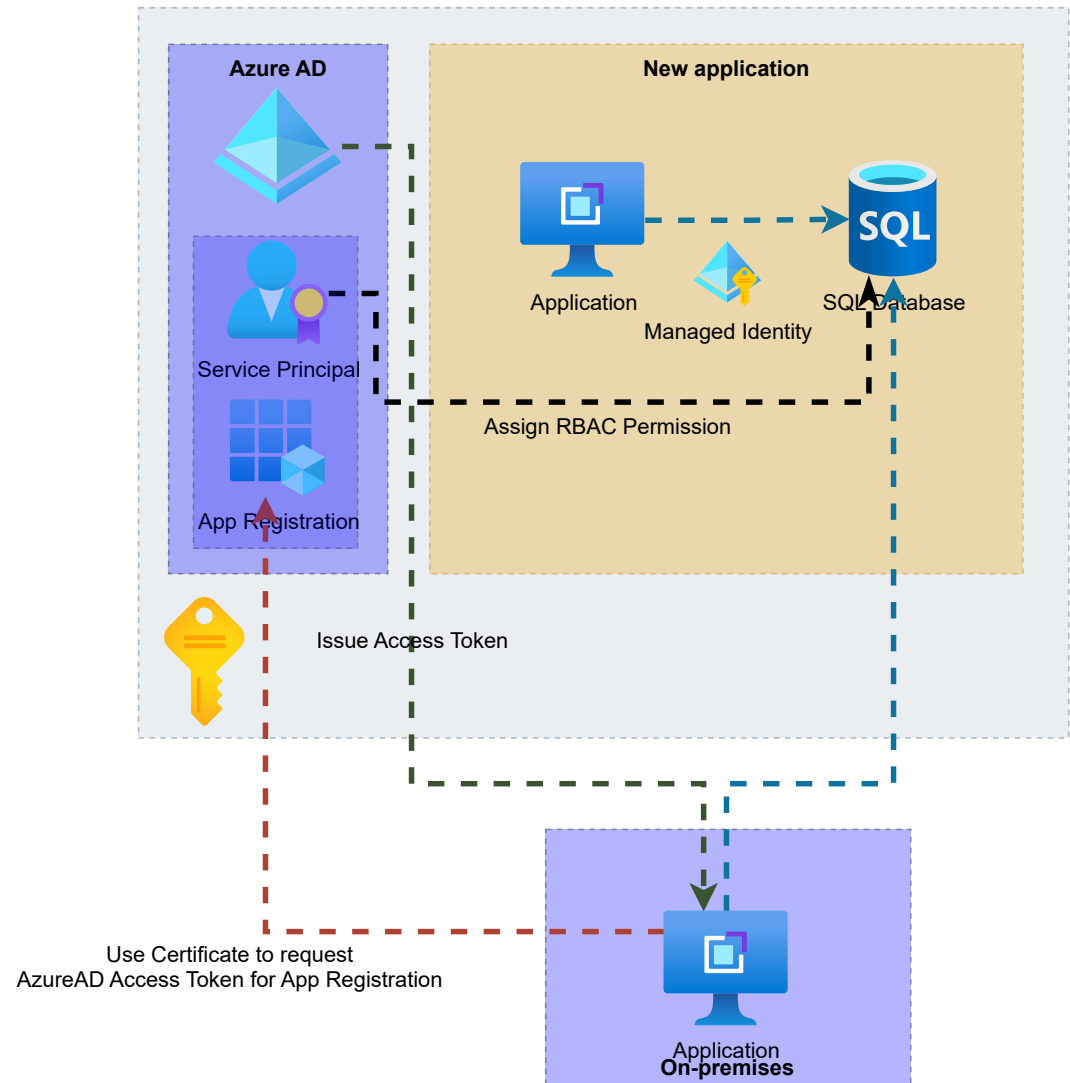 Azure AD
New application
SQL
Application
SQL Database
Managed Identity
Service Principal
Assign RBAC Permission
App Registration
Issue Access Token
Use Certificate to request
AzureAD Access Token for App Registration
Application
On-premises